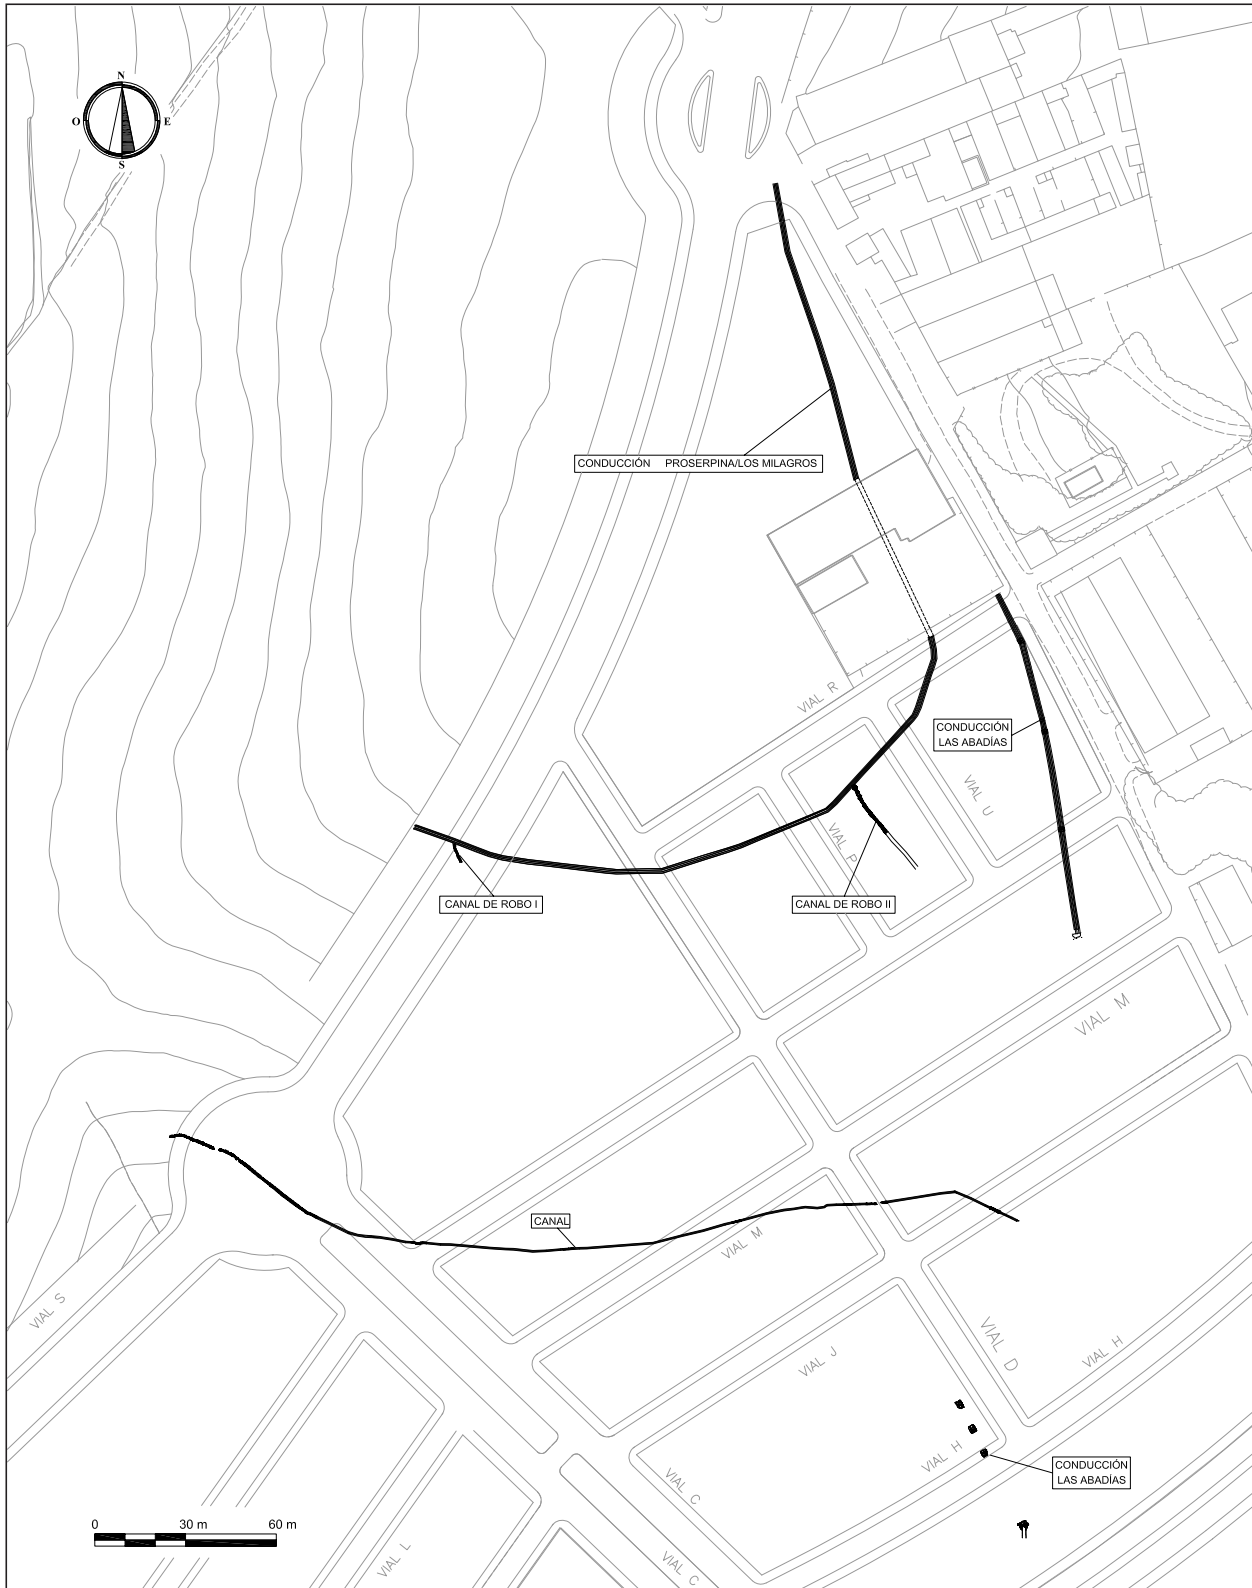 N
O
E
S
CONDUCCIÓN PROSERPINA/LOS MILAGROS
VIAL R
CONDUCCIÓN
LAS ABADÍAS
VIAL U
VIAL P
CANAL DE ROBO I
CANAL DE ROBO II
VIAL M
CANAL
VIAL M
VIAL S
VIAL J
VIAL D
VIAL H
VIAL H
CONDUCCIÓN
LAS ABADÍAS
VIAL C
0 30 m 60 m
VIAL L
VIAL C